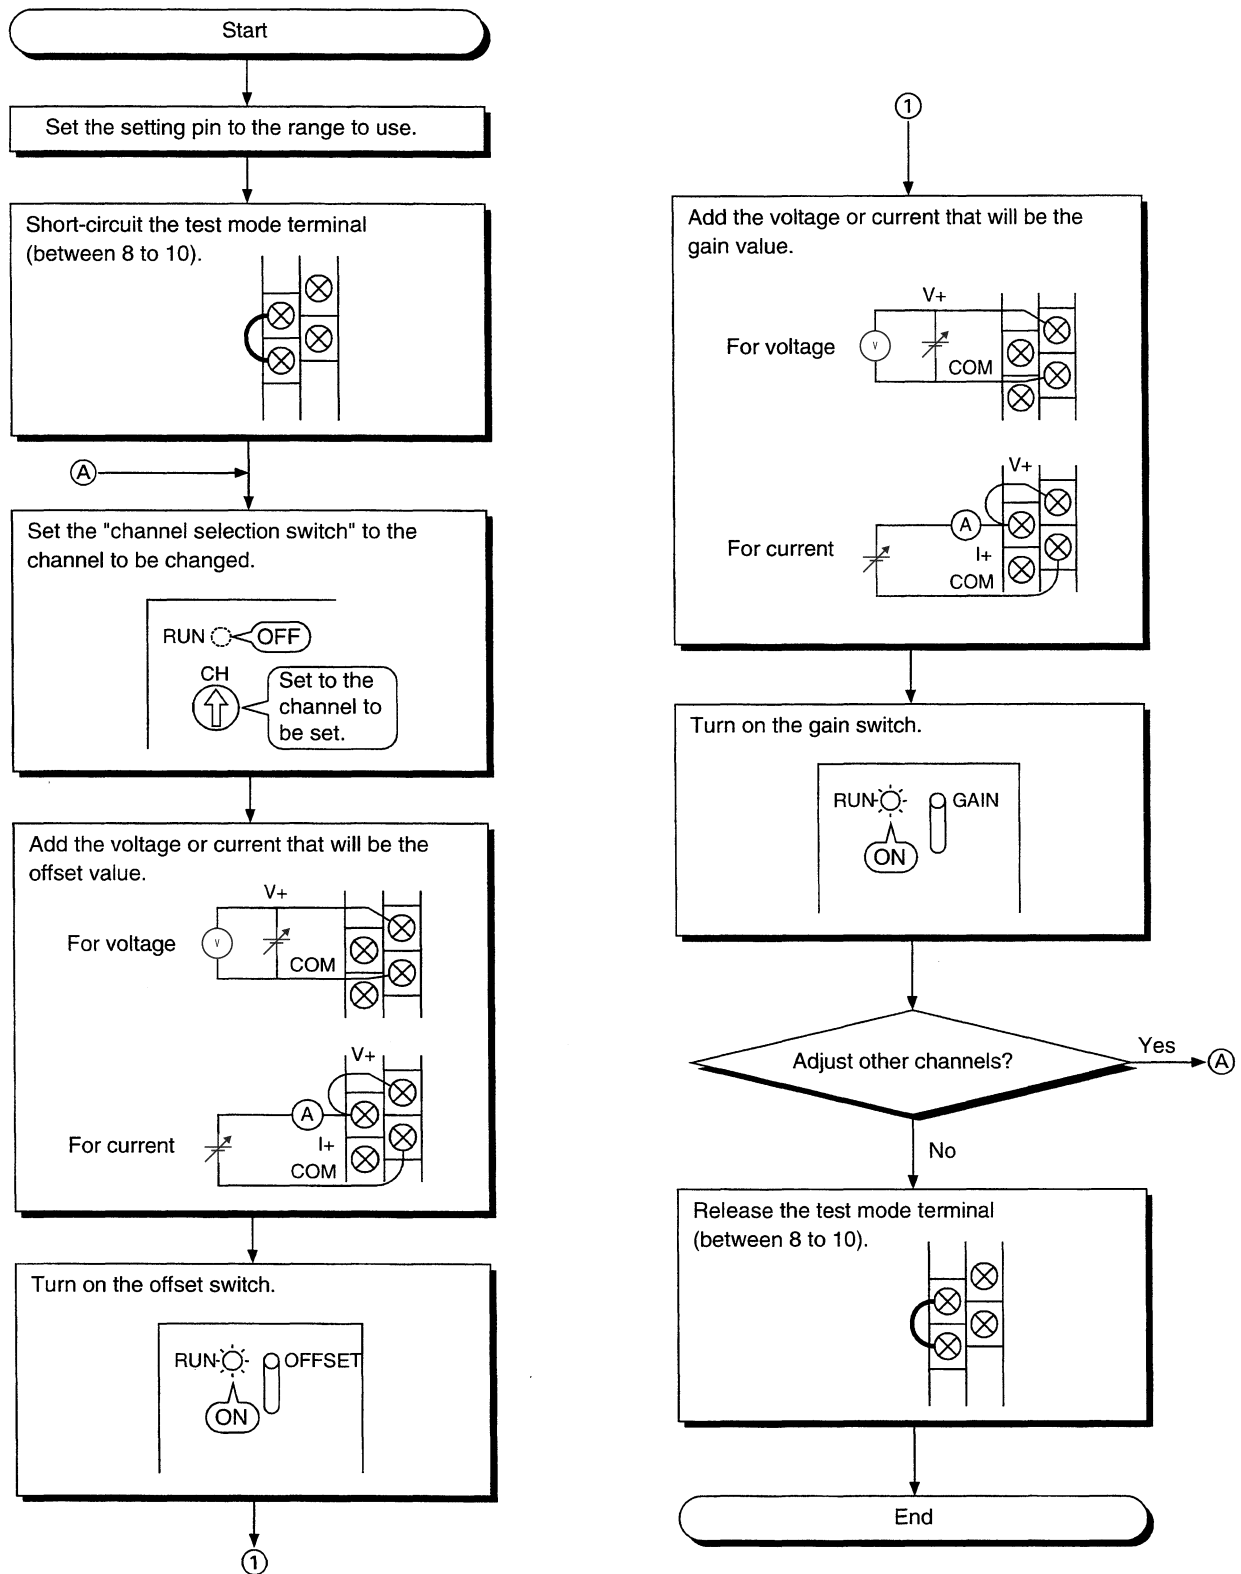 Start
Set the setting pin to the range to use.
Short-circuit the test mode terminal
(between 8 to 10).
A
Set the "channel selection switch" to the
channel to be changed.
RUN OFF
CH
Set to the
channel to
be set.
Add the voltage or current that will be the
offset value.
V+
For voltage
V
COM
V+
A
For current
I+
COM
Turn on the offset switch.
RUN OFFSET
ON
1
1
Add the voltage or current that will be the
gain value.
V+
For voltage
V
COM
V+
A
For current
I+
COM
Turn on the gain switch.
RUN GAIN
ON
Adjust other channels?
Yes
A
No
Release the test mode terminal
(between 8 to 10).
End